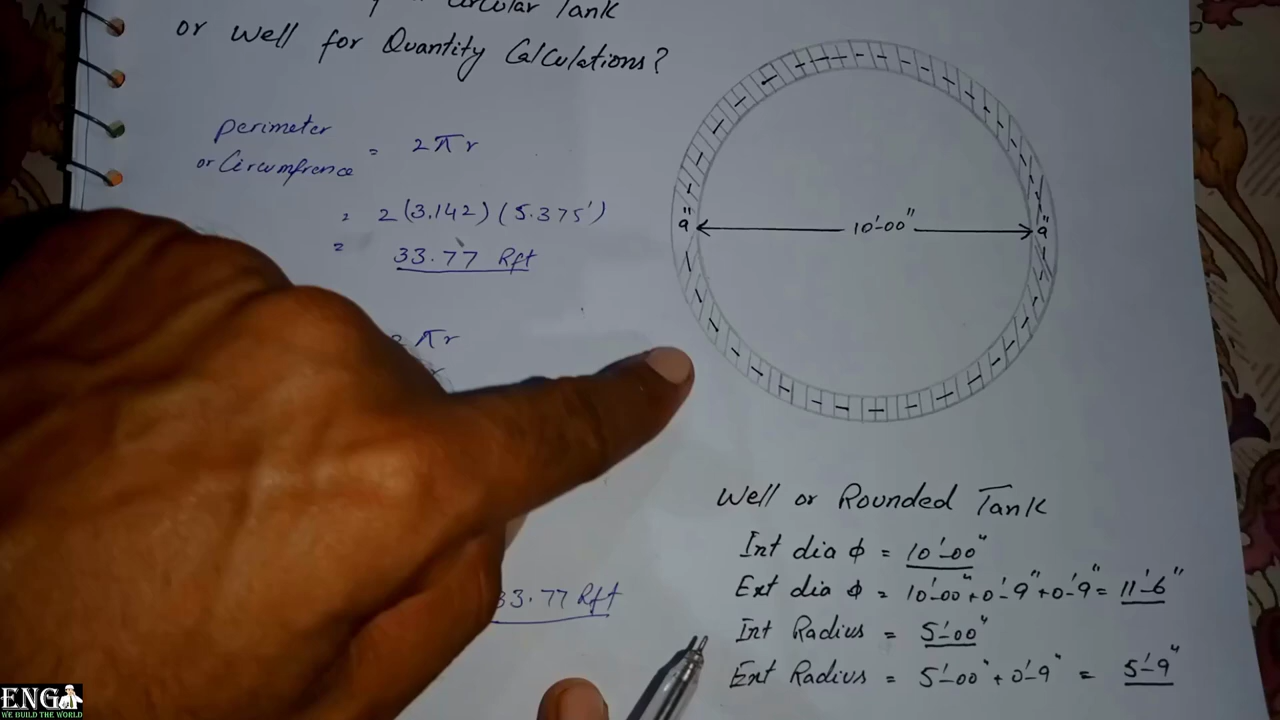 Circular Tank
or well for Quantity Calculations?
Perimeter
or Circumfrence = 2πr
= 2(3.142)(5.375')
= 33.77 Rft
πr
33.77 Rft
9"
10'-00"
9"
Well or Rounded Tank
Int dia ϕ = 10'-00"
Ext dia ϕ = 10'-00"+0'-9"+0'-9" = 11'-6"
Int Radius = 5'-00"
Ext Radius = 5'-00"+0'-9" = 5'-9"
ENG
WE BUILD THE WORLD